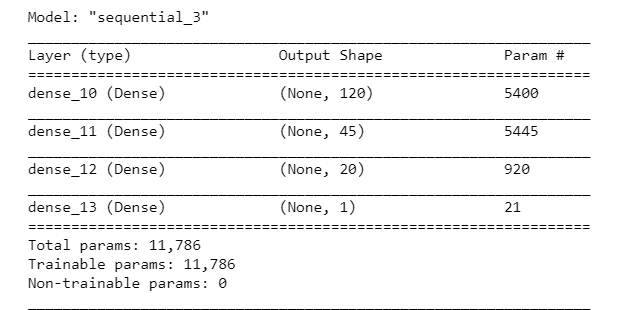 Model: "sequential_3"
Layer (type) Output Shape Param #
dense_10 (Dense) (None, 120) 5400
dense_11 (Dense) (None, 45) 5445
dense_12 (Dense) (None, 20) 920
dense_13 (Dense) (None, 1) 21
Total params: 11,786
Trainable params: 11,786
Non-trainable params: 0